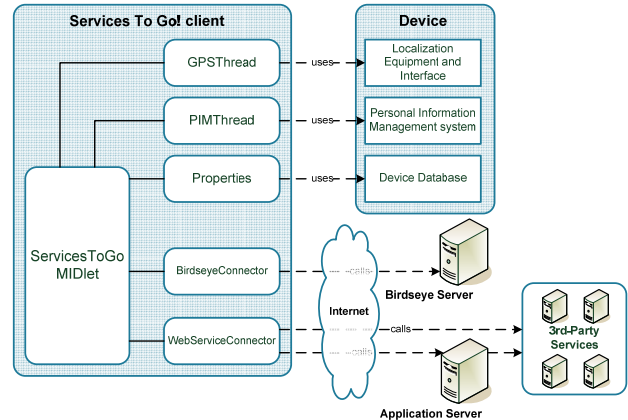 Services To Go! client
Device
GPSThread
uses
Localization
Equipment and
Interface
PIMThread
uses
Personal Information
Management system
Properties
uses
Device Database
ServicesToGo
MIDlet
BirdseyeConnector
calls
Birdseye Server
Internet
WebServiceConnector
calls
calls
3rd-Party
Services
Application Server